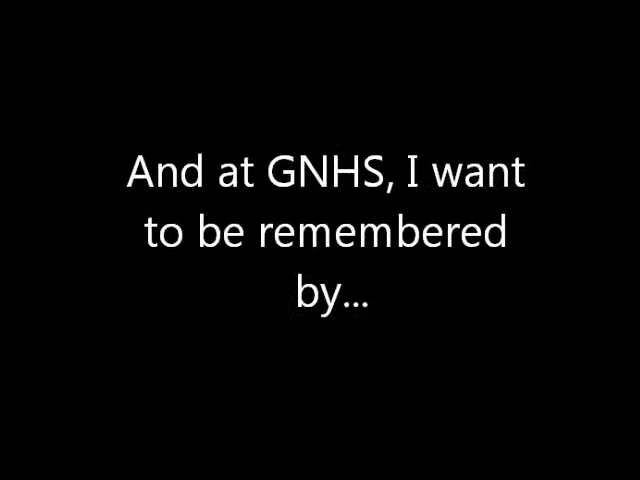 And at GNHS, I want
to be remembered
by...